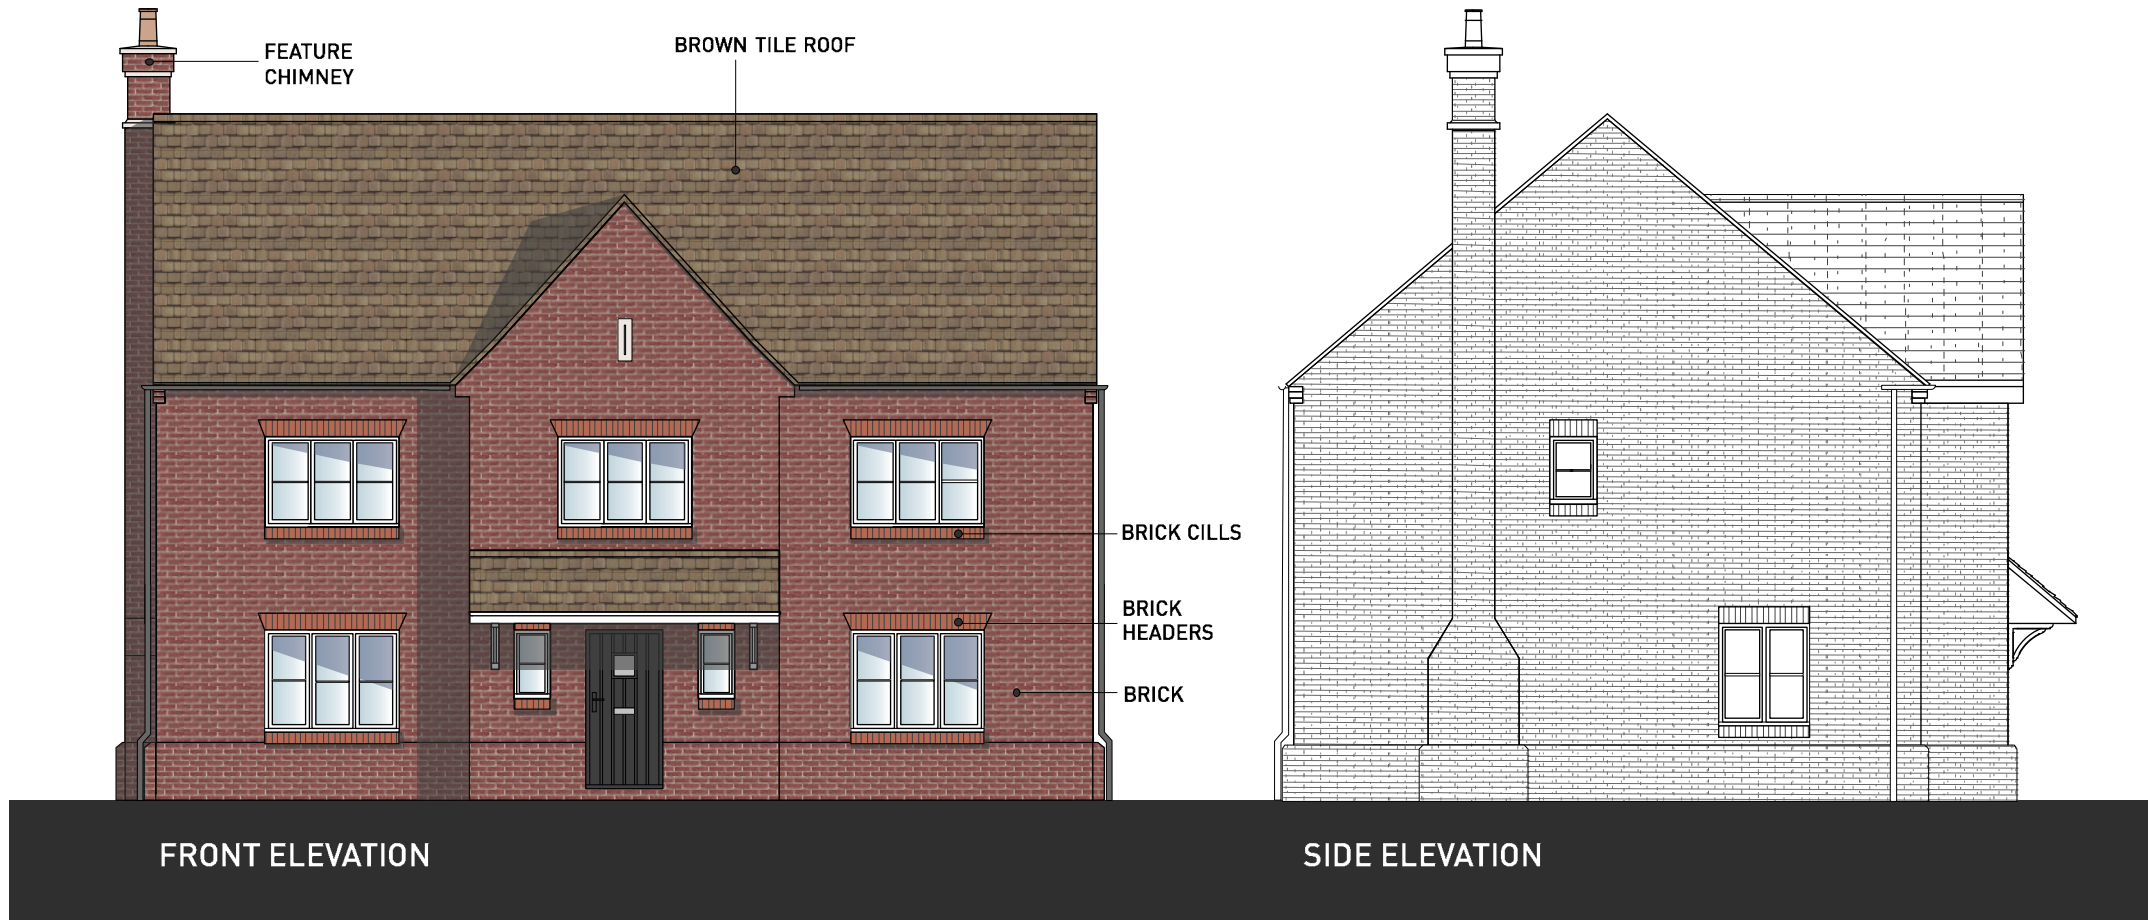 FEATURE
CHIMNEY
BROWN TILE ROOF
BRICK CILLS
BRICK
HEADERS
BRICK
FRONT ELEVATION
SIDE ELEVATION